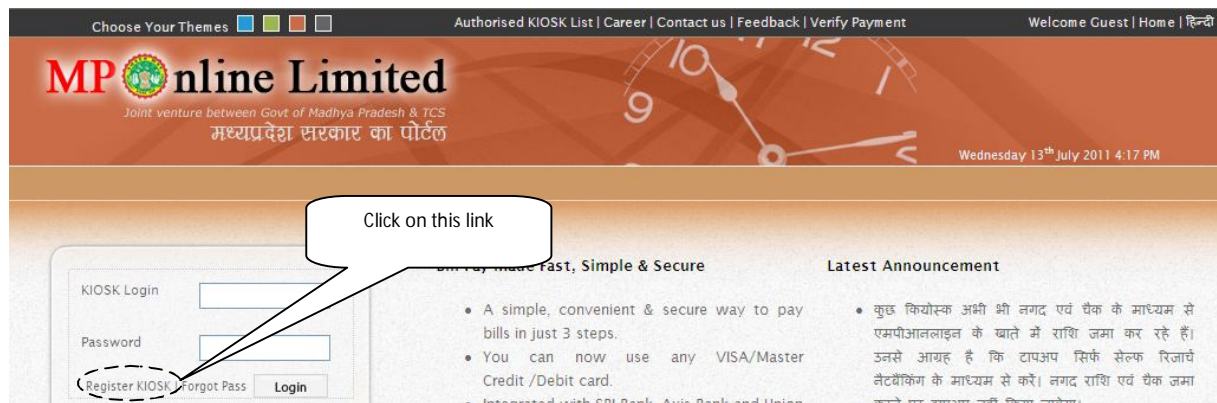 Choose Your Themes
Authorised KIOSK List | Career | Contact us | Feedback | Verify Payment
Welcome Guest | Home | हिन्दी
MPOnline Limited
Joint venture between Govt of Madhya Pradesh & TCS
मध्यप्रदेश सरकार का पोर्टल
10
12
1
9
Wednesday 13th July 2011 4:17 PM
Click on this link
KIOSK Login
Password
Register KIOSK | Forgot Pass
Login
Pay Made Fast, Simple & Secure
• A simple, convenient & secure way to pay
bills in just 3 steps.
• You can now use any VISA/Master
Credit /Debit card.
• Integrated with SBI Bank, Axis Bank and Union
Latest Announcement
• कुछ कियोस्क अभी भी नगद एवं चैक के माध्यम से
एमपीआनलाइन के खाते में राशि जमा कर रहे हैं।
उनसे आग्रह है कि टापअप सिर्फ सेल्फ रिजार्च
नैटबैंकिंग के माध्यम से करें। नगद राशि एवं चैक जमा